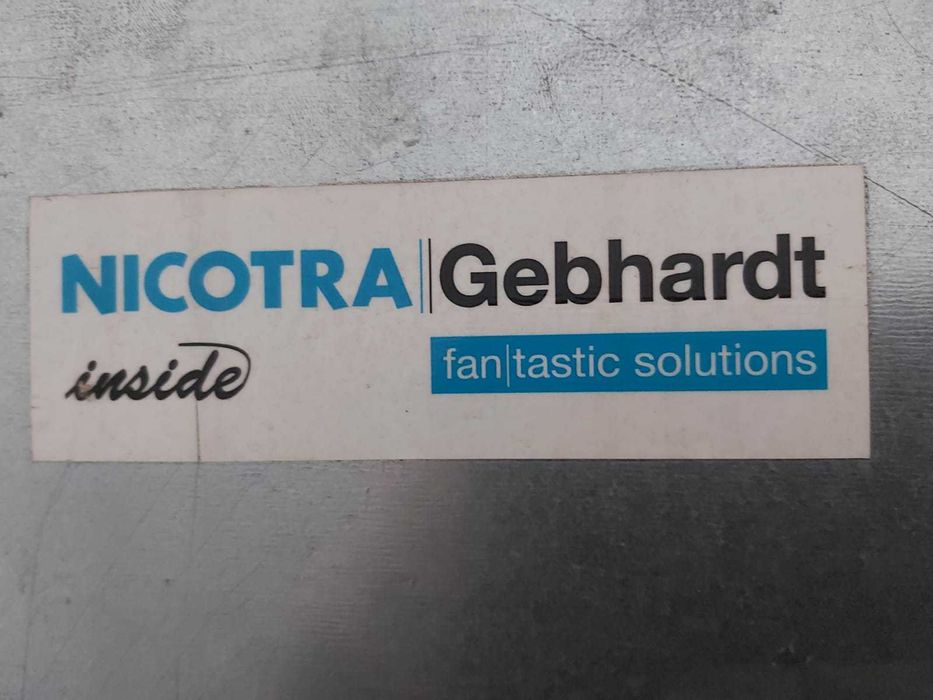 NICOTRA|Gebhardt
inside
fan|tastic solutions